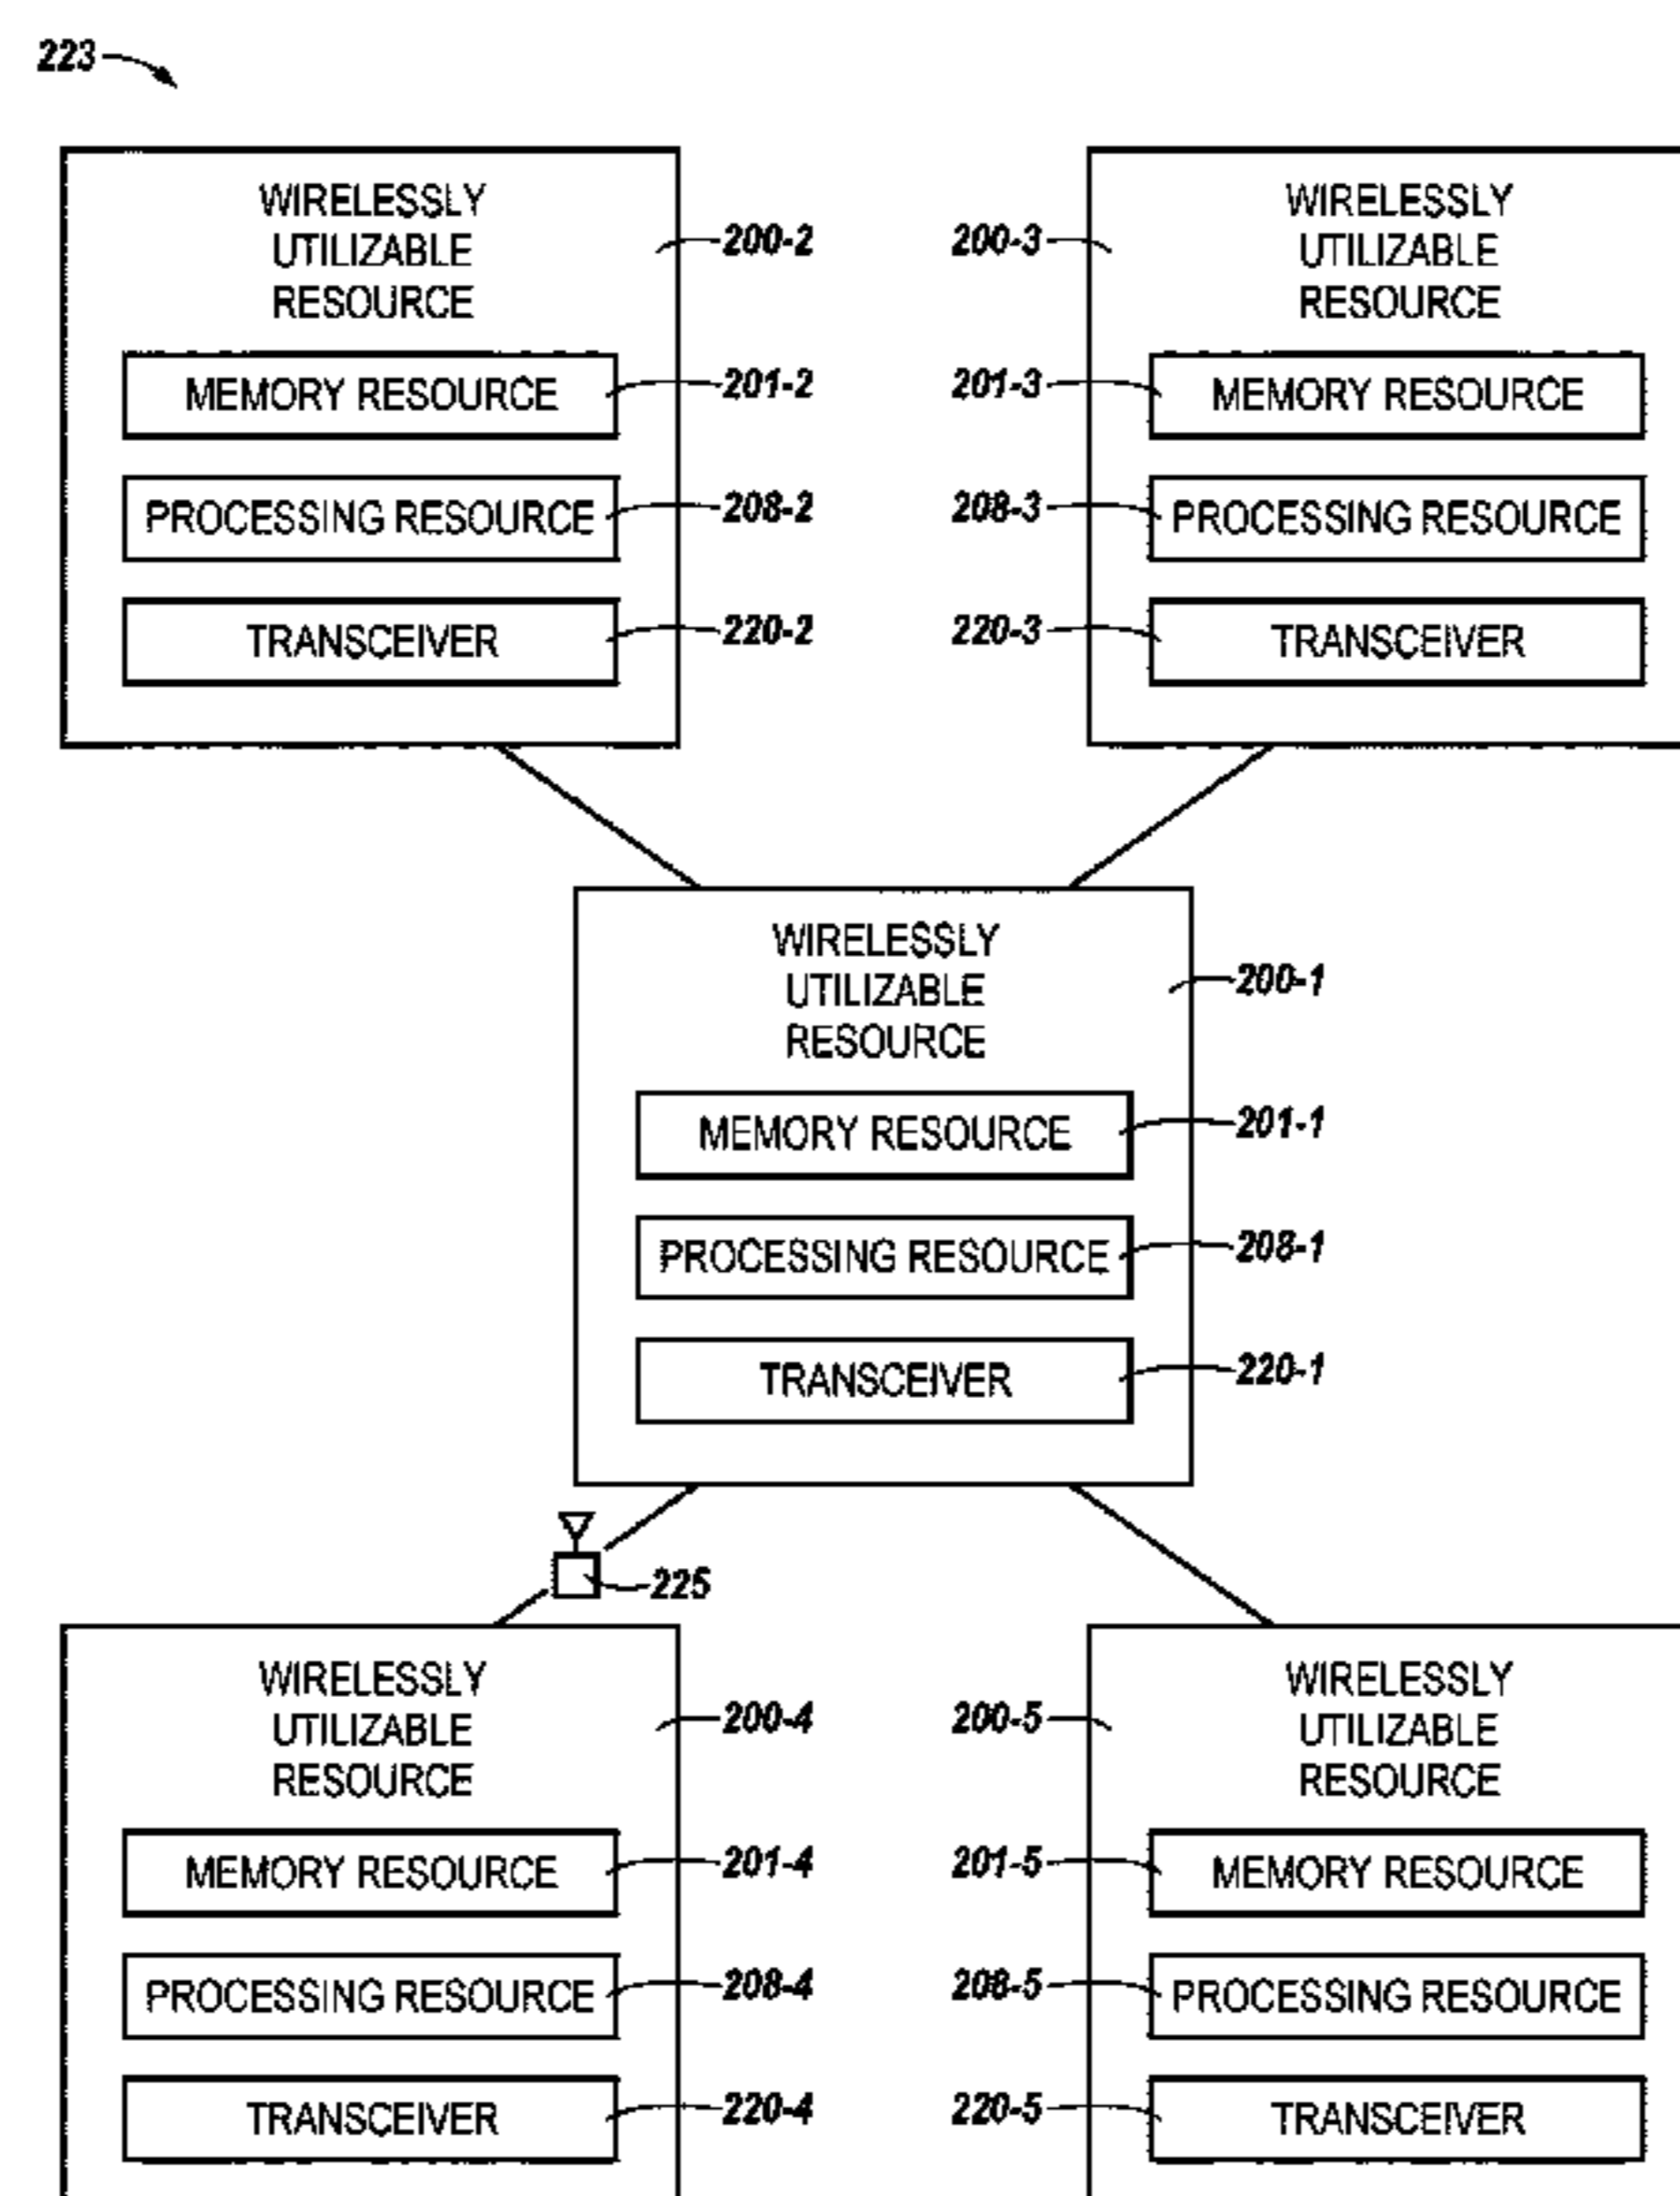 223
WIRELESSLY
UTILIZABLE
RESOURCE
200-2
MEMORY RESOURCE
201-2
PROCESSING RESOURCE
208-2
TRANSCEIVER
220-2
WIRELESSLY
UTILIZABLE
RESOURCE
200-3
MEMORY RESOURCE
201-3
PROCESSING RESOURCE
208-3
TRANSCEIVER
220-3
WIRELESSLY
UTILIZABLE
RESOURCE
200-1
MEMORY RESOURCE
201-1
PROCESSING RESOURCE
208-1
TRANSCEIVER
220-1
225
WIRELESSLY
UTILIZABLE
RESOURCE
200-4
MEMORY RESOURCE
201-4
PROCESSING RESOURCE
208-4
TRANSCEIVER
220-4
WIRELESSLY
UTILIZABLE
RESOURCE
200-5
MEMORY RESOURCE
201-5
PROCESSING RESOURCE
208-5
TRANSCEIVER
220-5